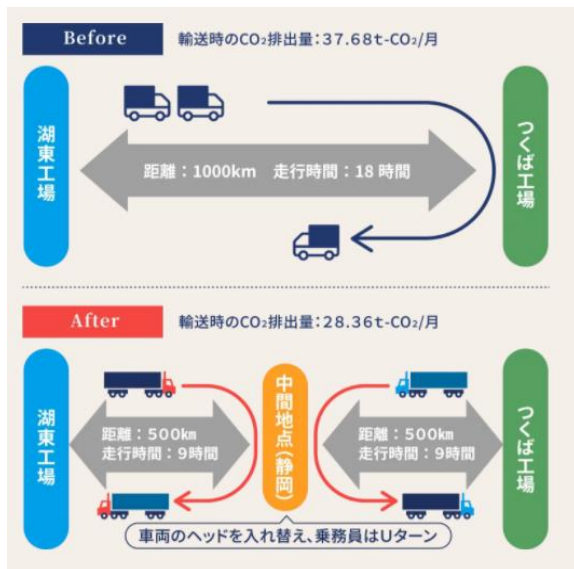 Before
輸送時のCO₂排出量:37.68t-CO₂/月
湖東工場
距離:1000km 走行時間:18時間
つくば工場
After
輸送時のCO₂排出量:28.36t-CO₂/月
湖東工場
距離:500km
走行時間:9時間
中間地点(静岡)
距離:500km
走行時間:9時間
つくば工場
車両のヘッドを入れ替え、乗務員はUターン